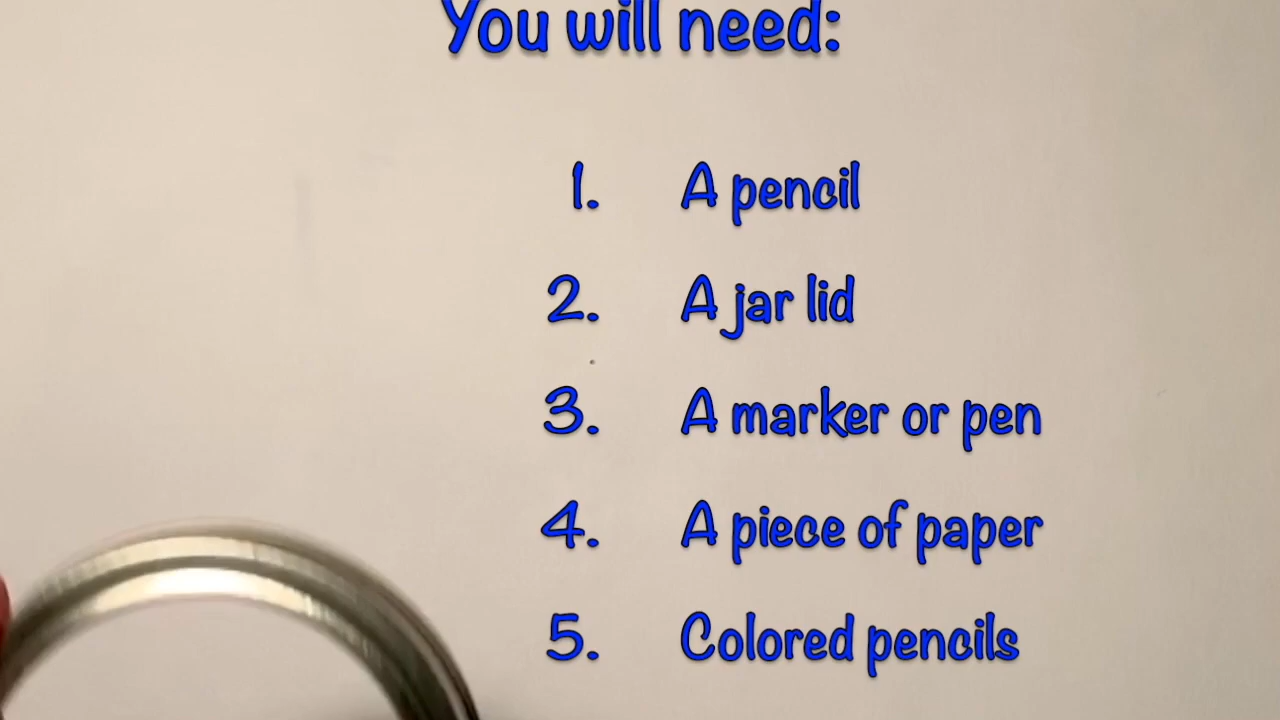 You will need:
1. A pencil
2. A jar lid
3. A marker or pen
4. A piece of paper
5. Colored pencils